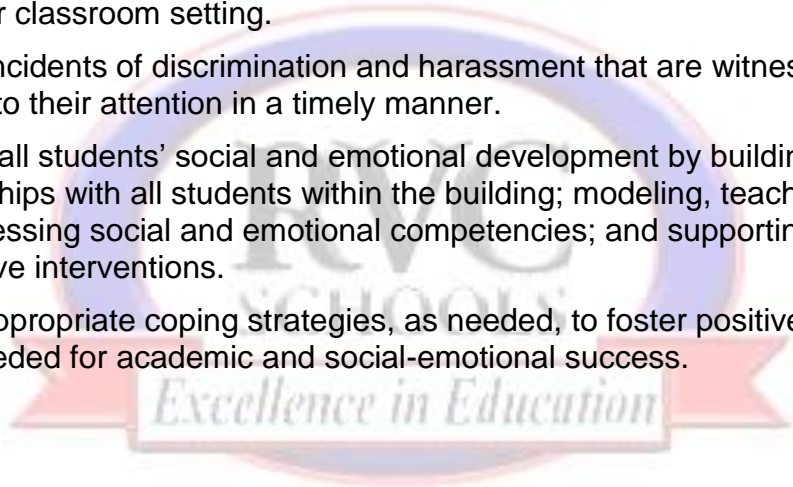 r classroom setting.
ncidents of discrimination and harassment that are witnes
to their attention in a timely manner.
all students’ social and emotional development by buildin
hips with all students within the building; modeling, teach
essing social and emotional competencies; and supportin
ve interventions.
ppropriate coping strategies, as needed, to foster positive
eded for academic and social-emotional success.
RVC
SCHOOLS
Excellence in Education